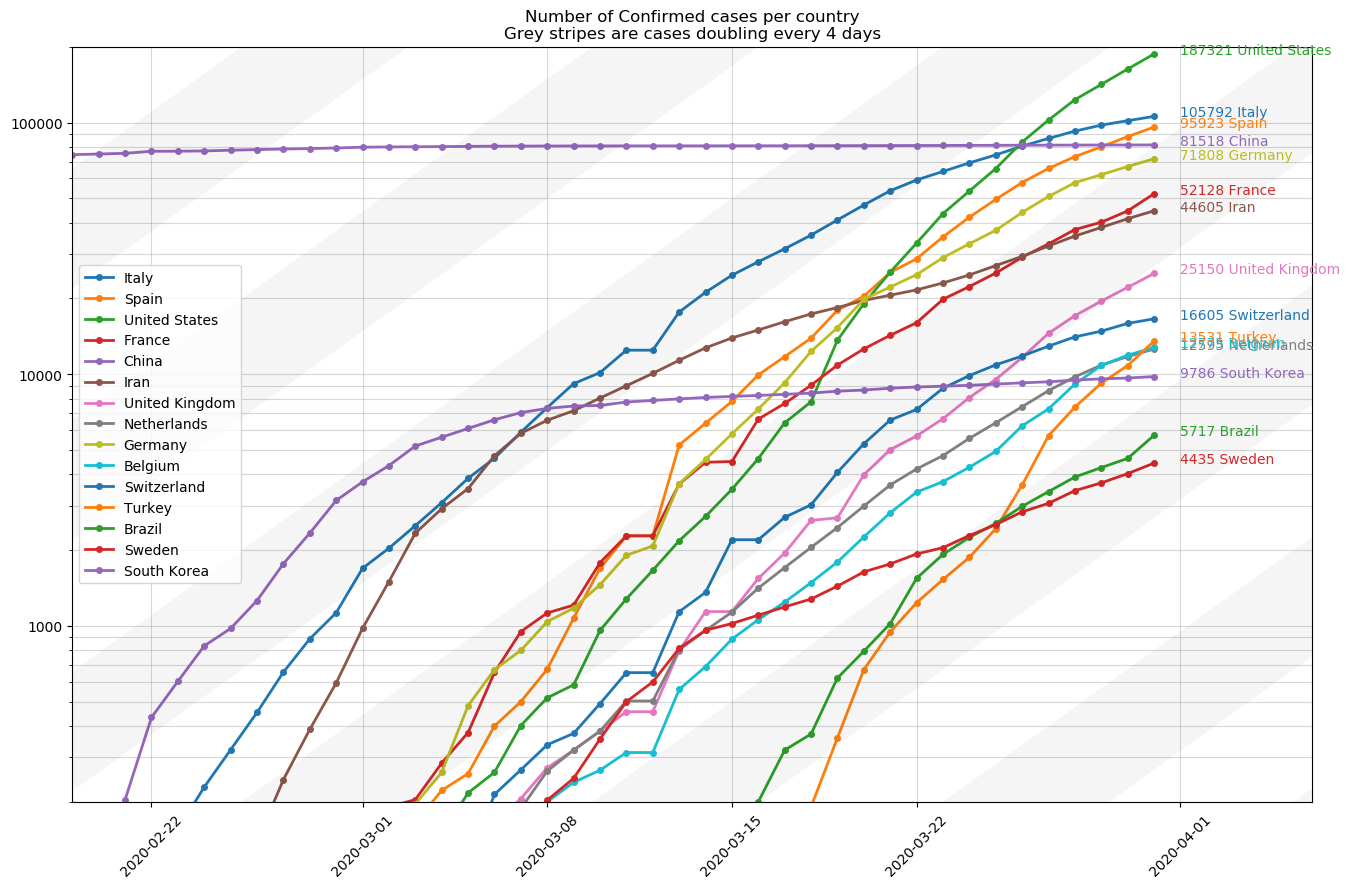 Number of Confirmed cases per country
Grey stripes are cases doubling every 4 days
100000
10000
1000
187321 United States
105792 Italy
95923 Spain
81518 China
71808 Germany
52128 France
44605 Iran
25150 United Kingdom
16605 Switzerland
13531 Turkey
12775 Belgium
12595 Netherlands
9786 South Korea
5717 Brazil
4435 Sweden
Italy
Spain
United States
France
China
Iran
United Kingdom
Netherlands
Germany
Belgium
Switzerland
Turkey
Brazil
Sweden
South Korea
2020-02-22
2020-03-01
2020-03-08
2020-03-15
2020-03-22
2020-04-01